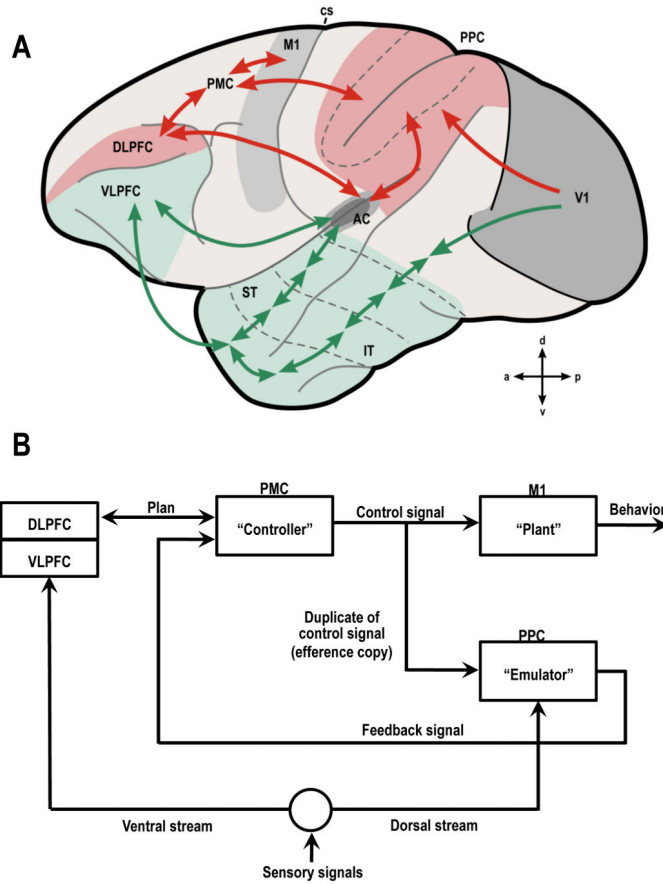 A
cs
M1
PPC
PMC
DLPFC
VLPFC
AC
V1
ST
IT
d
a p
v
B
PMC
M1
Plan
Control signal
Behavior
DLPFC
“Controller”
“Plant”
VLPFC
Duplicate of
control signal
(efference copy)
PPC
“Emulator”
Feedback signal
Ventral stream
Dorsal stream
Sensory signals